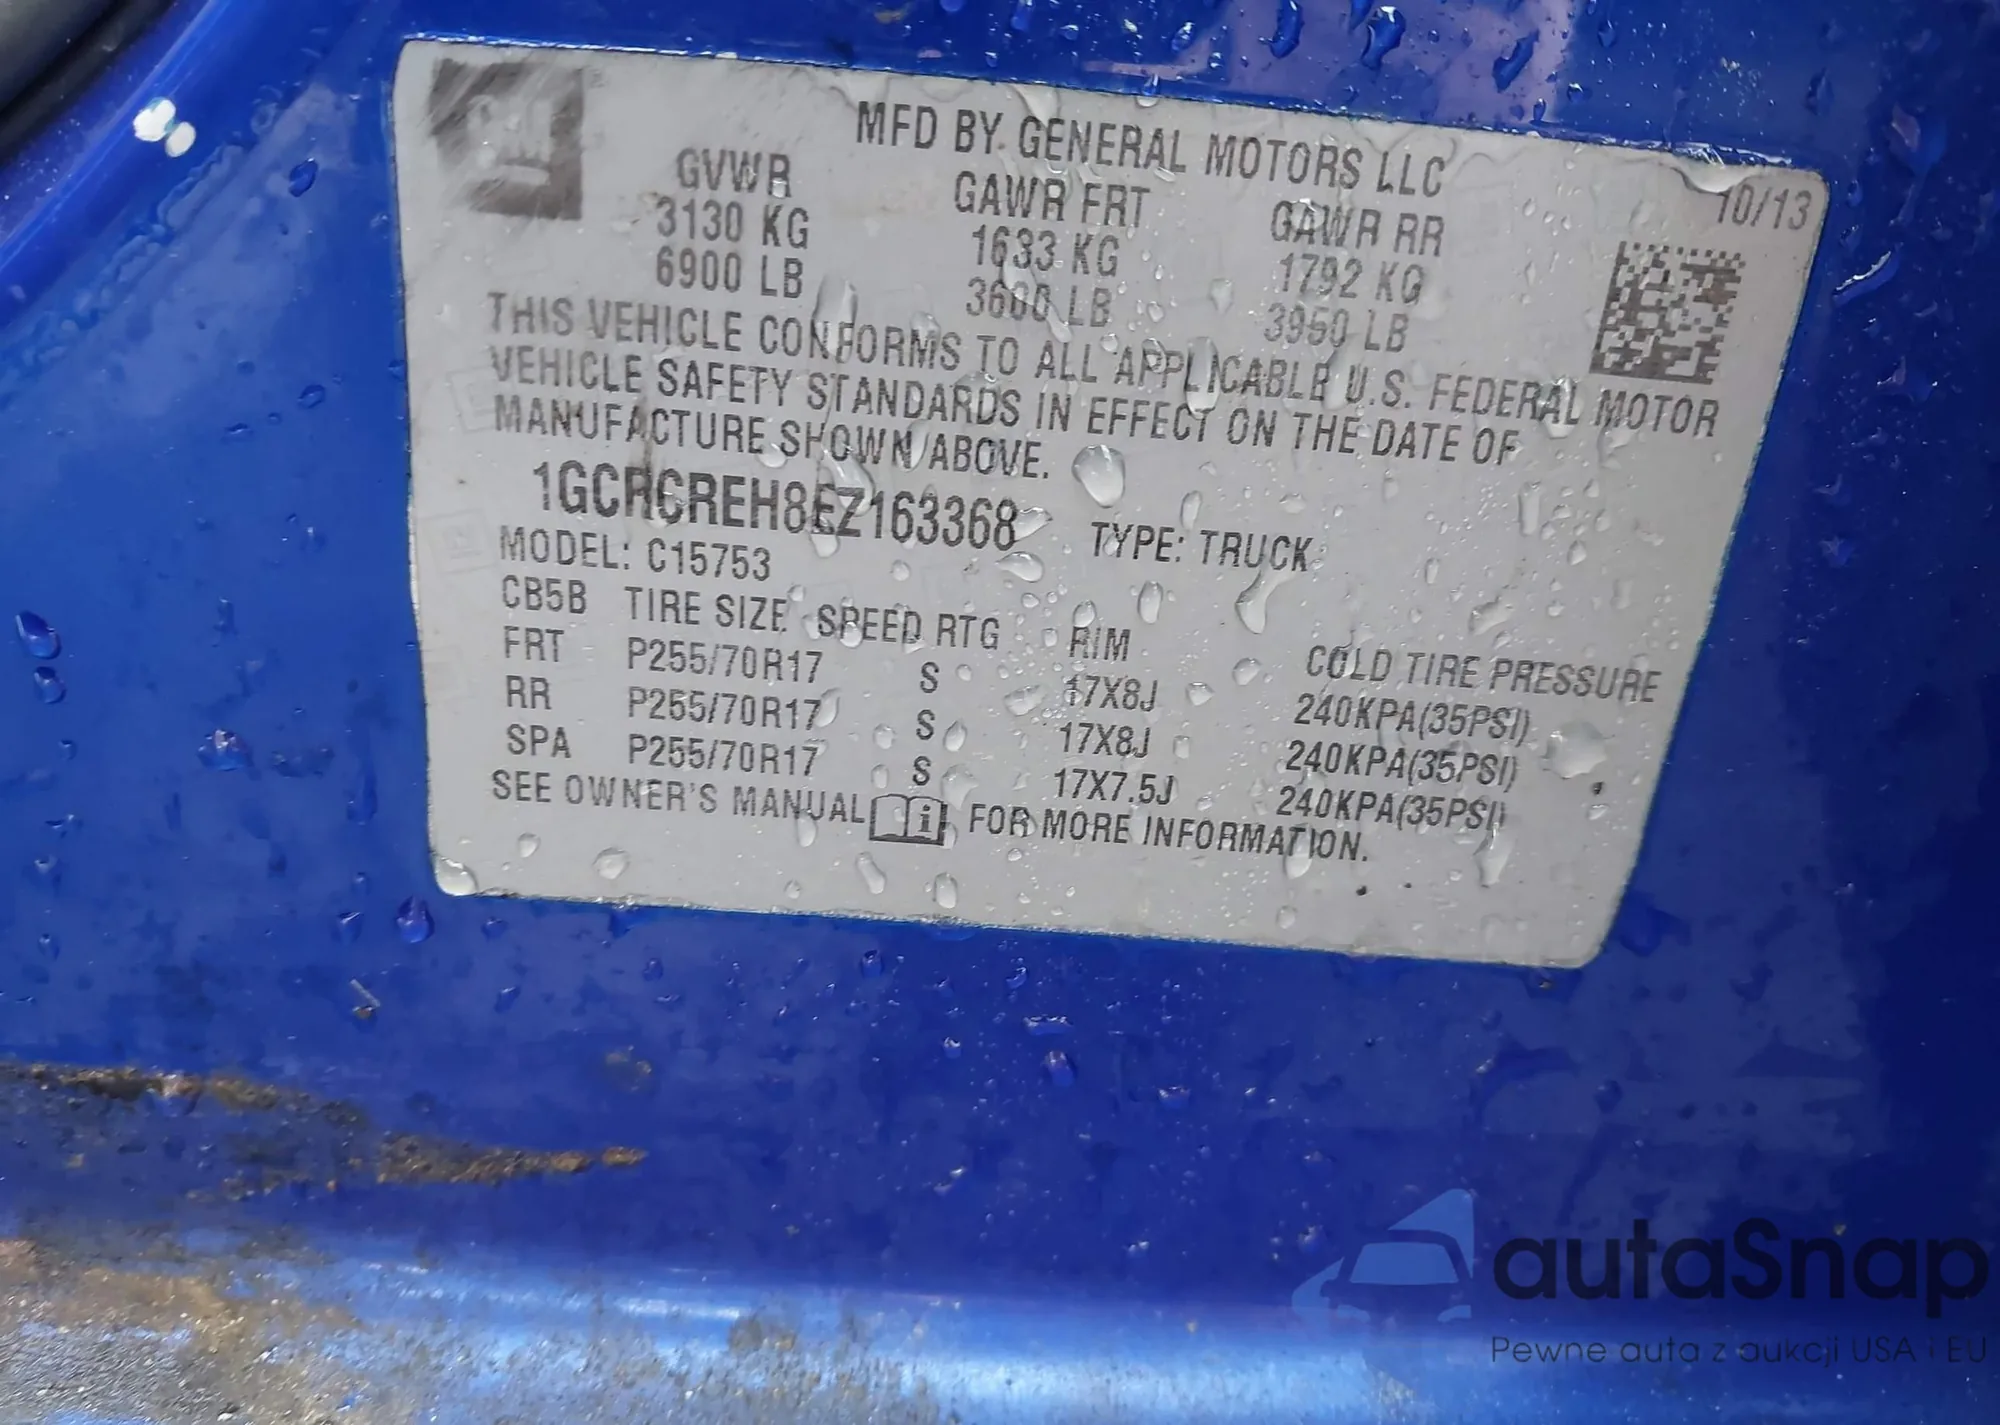 GM
MFD BY GENERAL MOTORS LLC
10/13
GVWR GAWR FRT GAWR RR
3130 KG 1633 KG 1792 KG
6900 LB 3600 LB 3950 LB
THIS VEHICLE CONFORMS TO ALL APPLICABLE U.S. FEDERAL MOTOR
VEHICLE SAFETY STANDARDS IN EFFECT ON THE DATE OF
MANUFACTURE SHOWN ABOVE.
1GCRCREH8EZ163368 TYPE: TRUCK
MODEL: C15753
CB5B TIRE SIZE SPEED RTG RIM COLD TIRE PRESSURE
FRT P255/70R17 S 17X8J 240KPA(35PSI)
RR P255/70R17 S 17X8J 240KPA(35PSI)
SPA P255/70R17 S 17X7.5J 240KPA(35PSI)
SEE OWNER'S MANUAL i FOR MORE INFORMATION.
autaSnap
Pewne auta z aukcji USA i EU